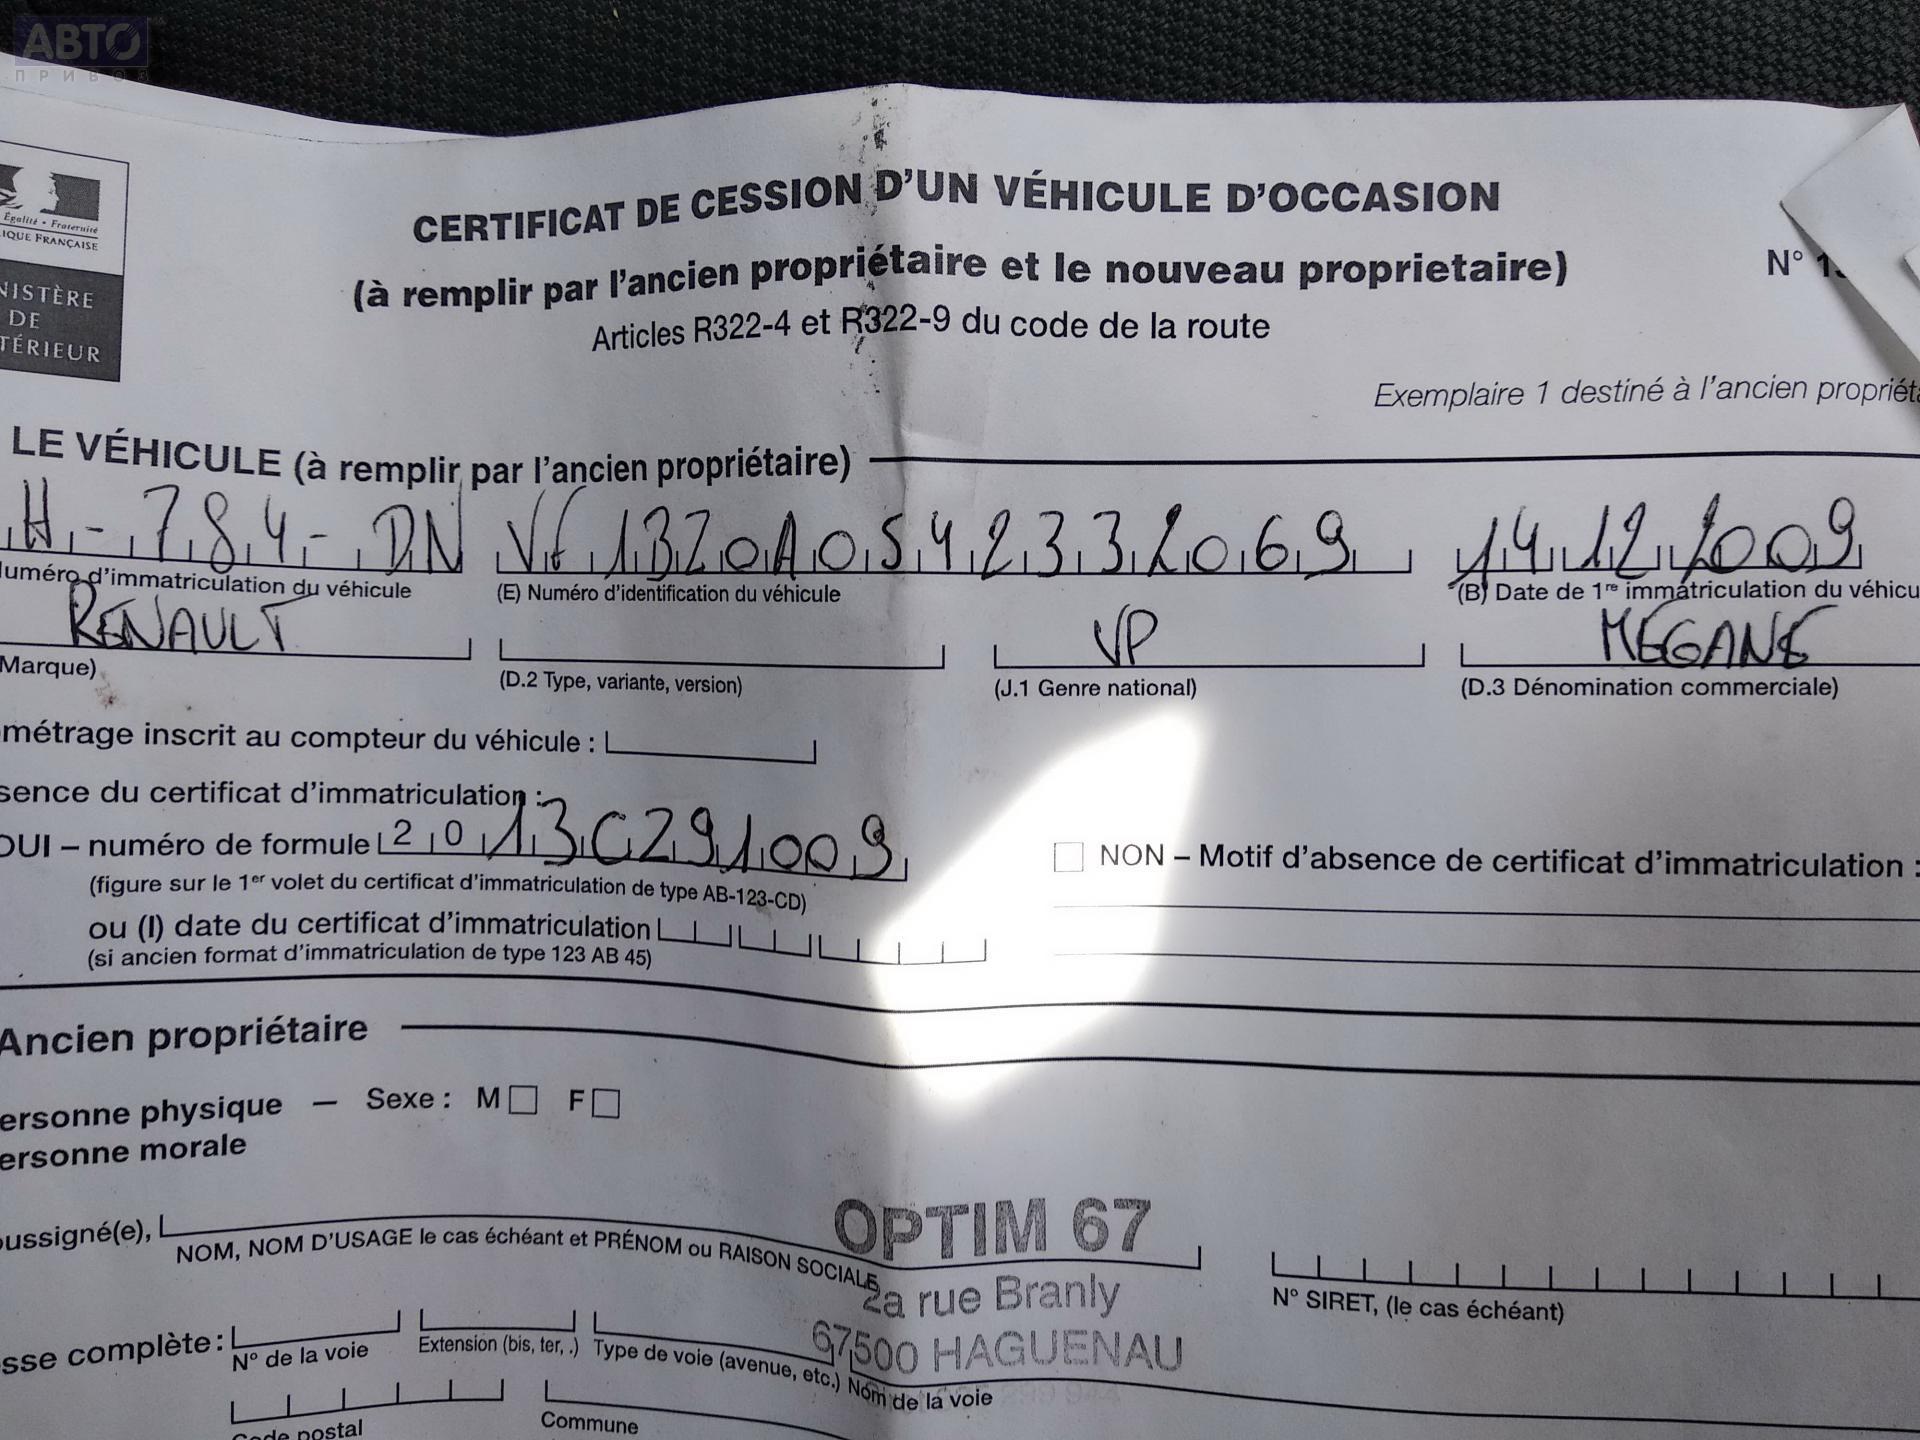 АВТО
ПРИВОЗ
Égalité • Fraternité
IQUE FRANÇAISE
NISTÈRE
DE
TÉRIEUR
CERTIFICAT DE CESSION D'UN VÉHICULE D'OCCASION
(à remplir par l'ancien propriétaire et le nouveau proprietaire)
N° 1
Articles R322-4 et R322-9 du code de la route
Exemplaire 1 destiné à l'ancien propriéta
LE VÉHICULE (à remplir par l'ancien propriétaire)
H-784-DN VF1BZ0A0542332069 14 12 2009
uméro d'immatriculation du véhicule (E) Numéro d'identification du véhicule (B) Date de 1re immatriculation du véhicu
RENAULT VP MEGANE
Marque) (D.2 Type, variante, version) (J.1 Genre national) (D.3 Dénomination commerciale)
métrage inscrit au compteur du véhicule :
sence du certificat d'immatriculation :
OUI – numéro de formule 2013CZ91009 NON – Motif d'absence de certificat d'immatriculation :
(figure sur le 1er volet du certificat d'immatriculation de type AB-123-CD)
ou (I) date du certificat d'immatriculation
(si ancien format d'immatriculation de type 123 AB 45)
Ancien propriétaire
ersonne physique – Sexe : M F
ersonne morale
OPTIM 67
2a rue Branly
67500 HAGUENAU
oussigné(e),
NOM, NOM D'USAGE le cas échéant et PRÉNOM ou RAISON SOCIALE N° SIRET, (le cas échéant)
sse complète :
N° de la voie Extension (bis, ter, .) Type de voie (avenue, etc.) Nom de la voie
Code postal Commune